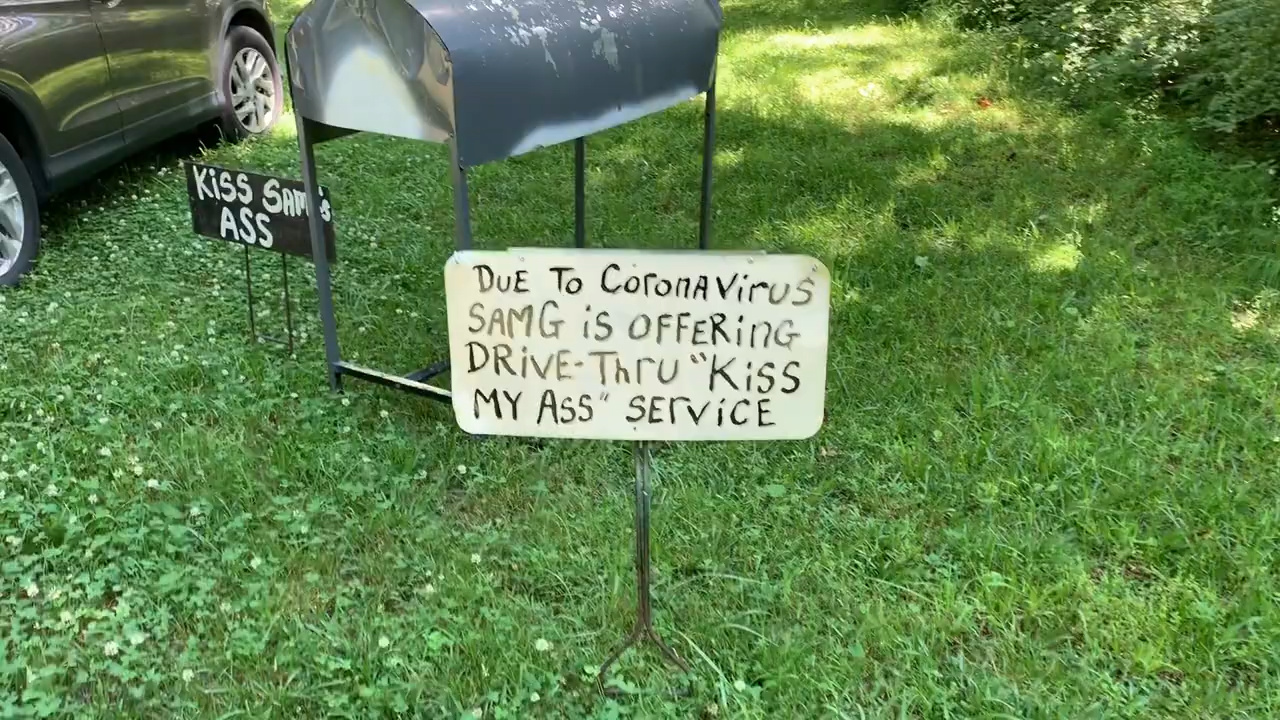 KiSS SAM'S
ASS
DUE To CoronAVirus
SAMG iS OFFERing
DRiVE-Thru "KiSS
MY Ass" SErViCE